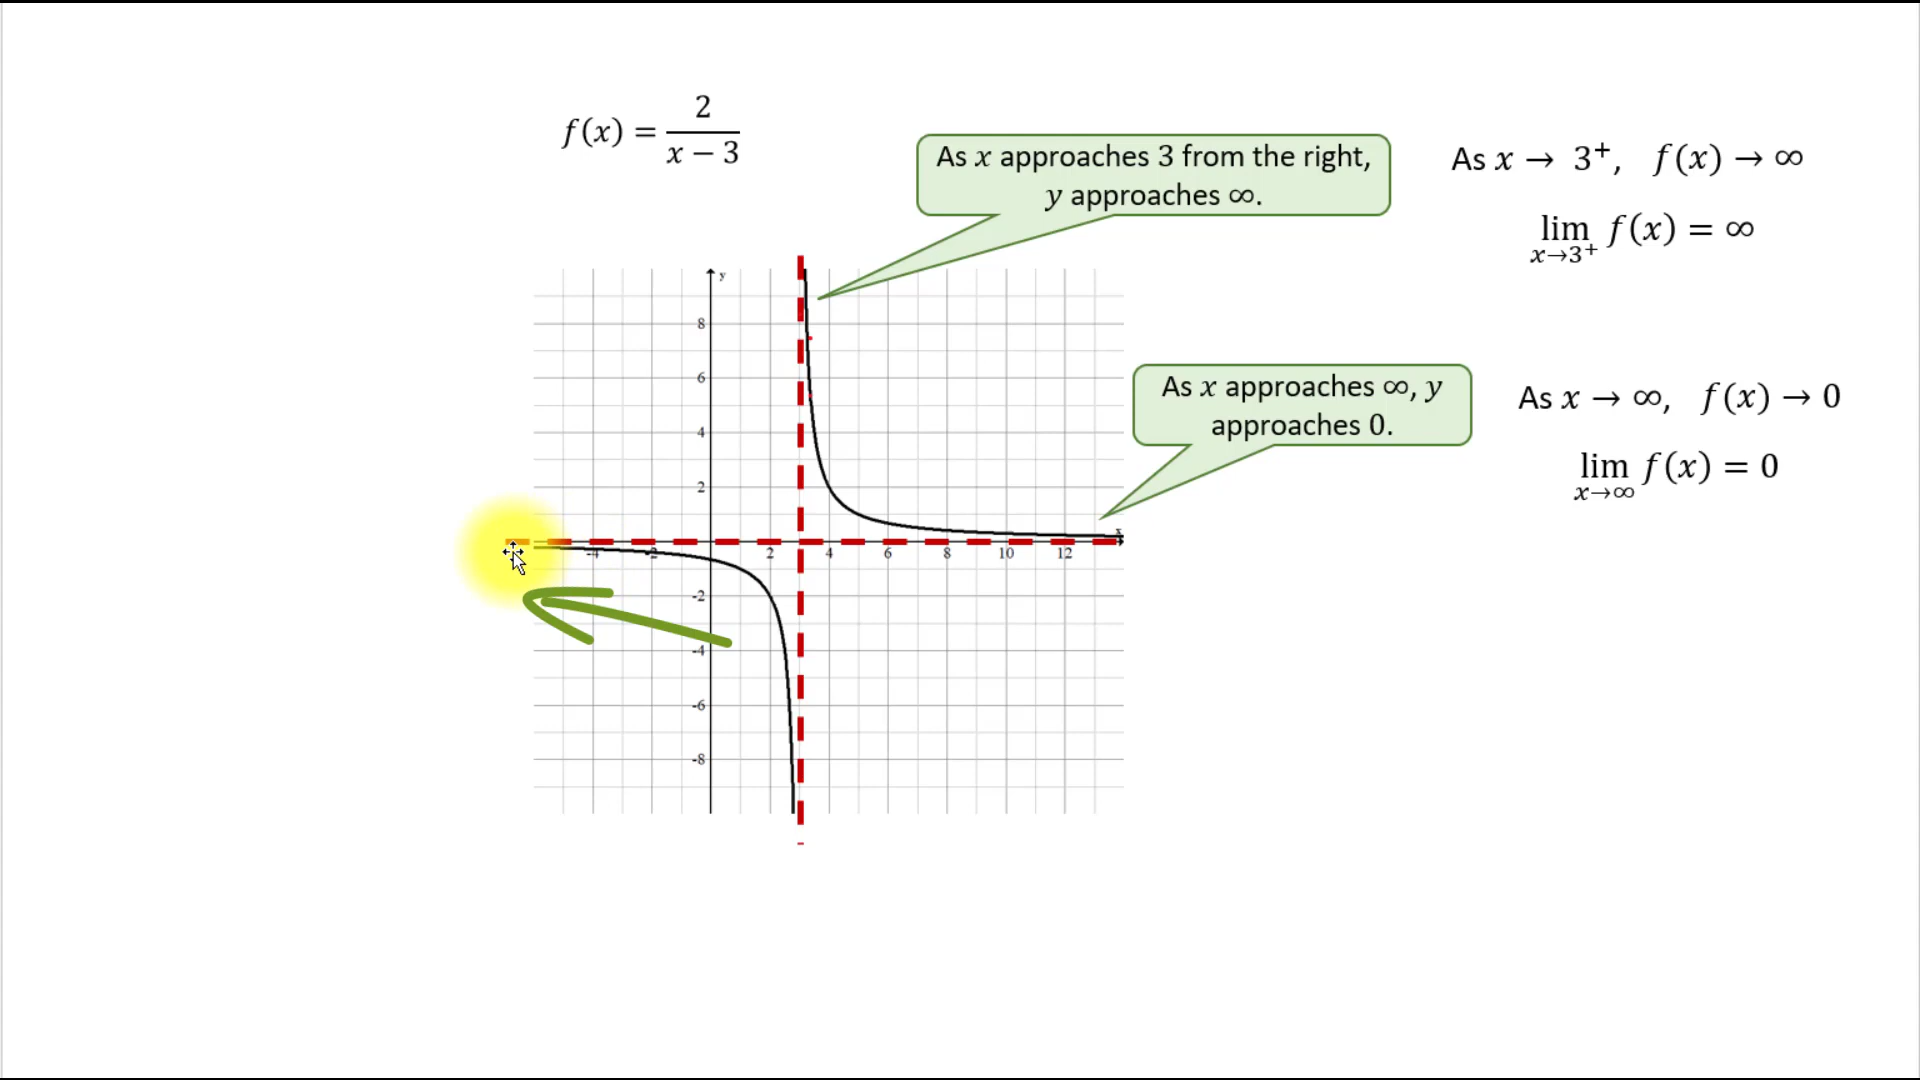 f(x) = 2/(x − 3)
As x approaches 3 from the right,
y approaches ∞.
As x → 3⁺, f(x) → ∞
lim x→3⁺ f(x) = ∞
As x approaches ∞, y
approaches 0.
As x → ∞, f(x) → 0
lim x→∞ f(x) = 0
y
8
6
4
2
x
-4 -2 2 4 6 8 10 12
-2
-4
-6
-8